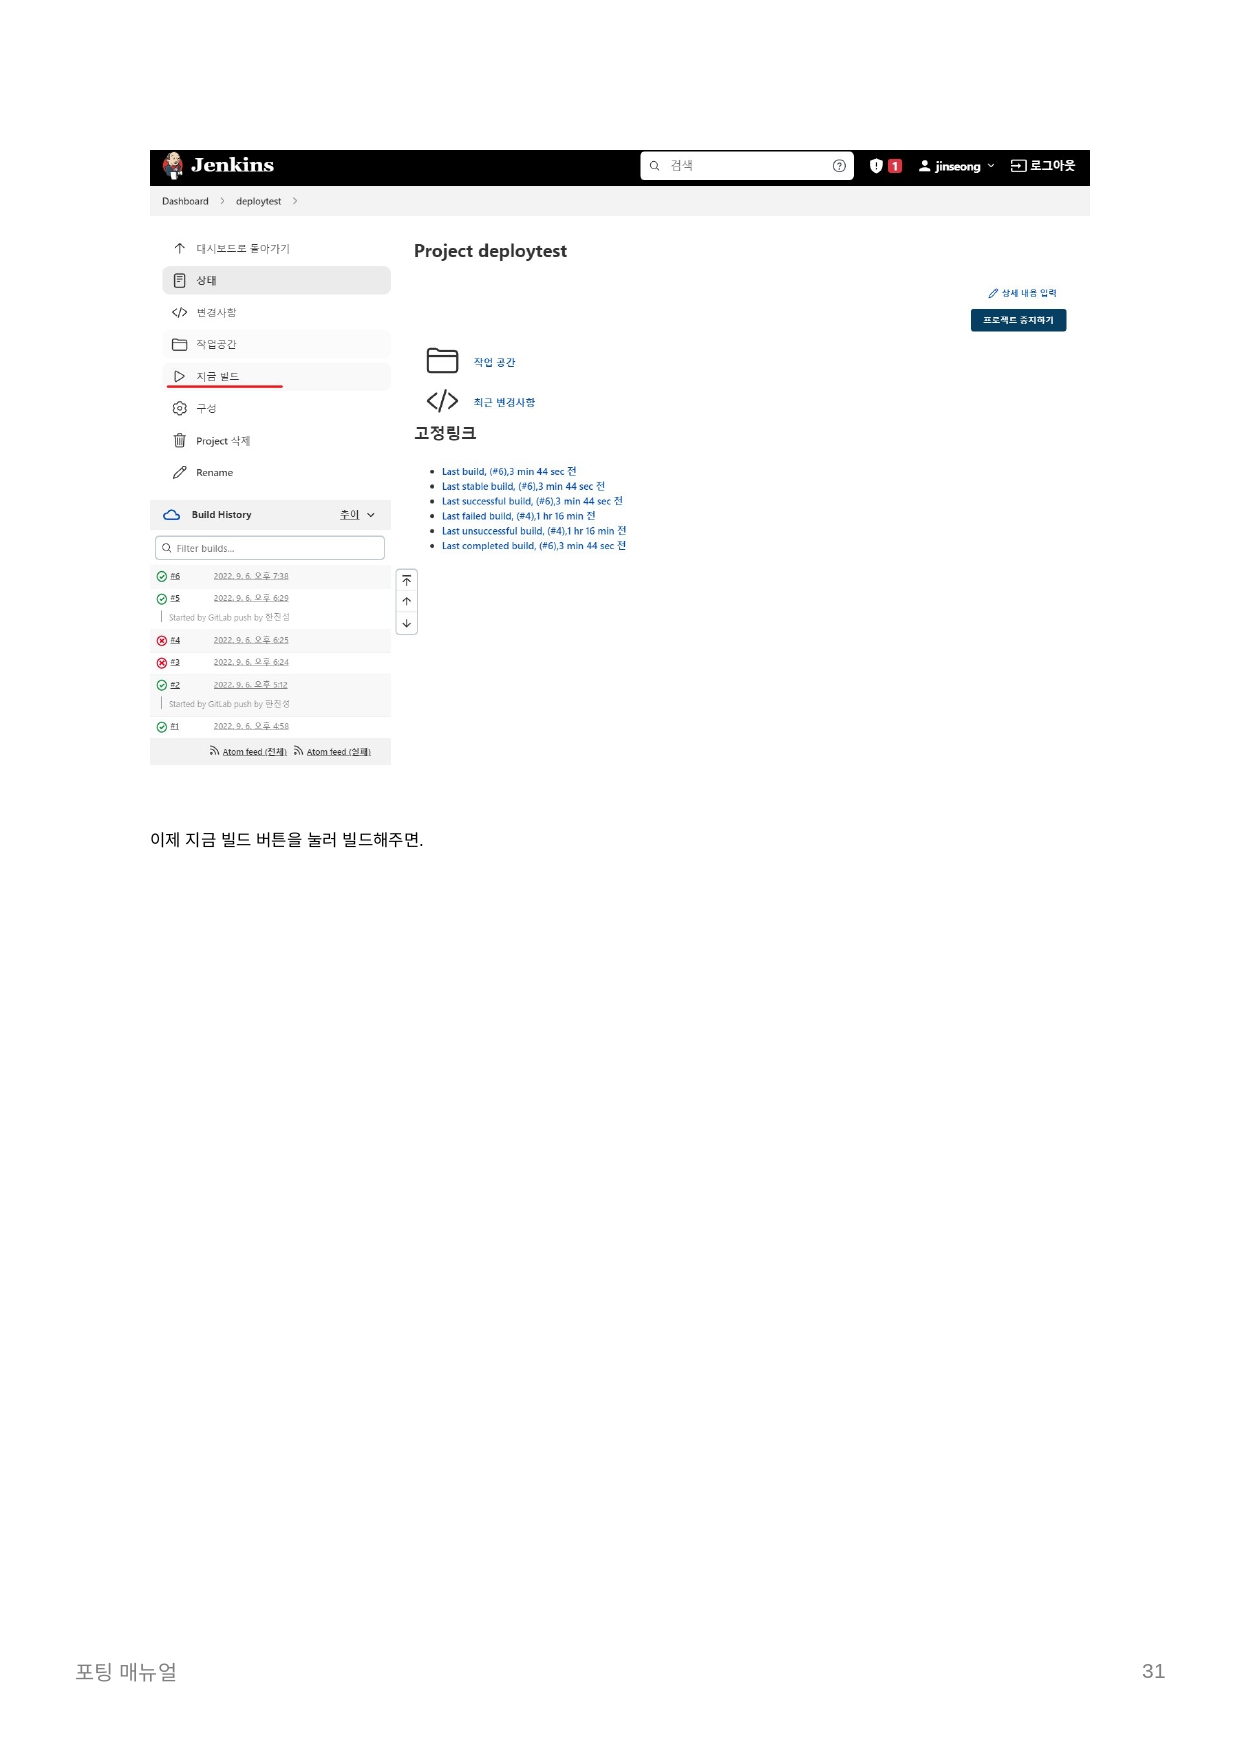 Jenkins
검색
1
jinseong
로그아웃
Dashboard
deploytest
대시보드로 돌아가기
상태
변경사항
작업공간
지금 빌드
구성
Project 삭제
Rename
Build History
추이
Filter builds...
#6 2022. 9. 6. 오후 7:38
#5 2022. 9. 6. 오후 6:29
Started by GitLab push by 한진성
#4 2022. 9. 6. 오후 6:25
#3 2022. 9. 6. 오후 6:24
#2 2022. 9. 6. 오후 5:12
Started by GitLab push by 한진성
#1 2022. 9. 6. 오후 4:58
Atom feed (전체) Atom feed (실패)
Project deploytest
상세 내용 입력
프로젝트 중지하기
작업 공간
최근 변경사항
고정링크
Last build, (#6),3 min 44 sec 전
Last stable build, (#6),3 min 44 sec 전
Last successful build, (#6),3 min 44 sec 전
Last failed build, (#4),1 hr 16 min 전
Last unsuccessful build, (#4),1 hr 16 min 전
Last completed build, (#6),3 min 44 sec 전
이제 지금 빌드 버튼을 눌러 빌드해주면.
포팅 매뉴얼
31